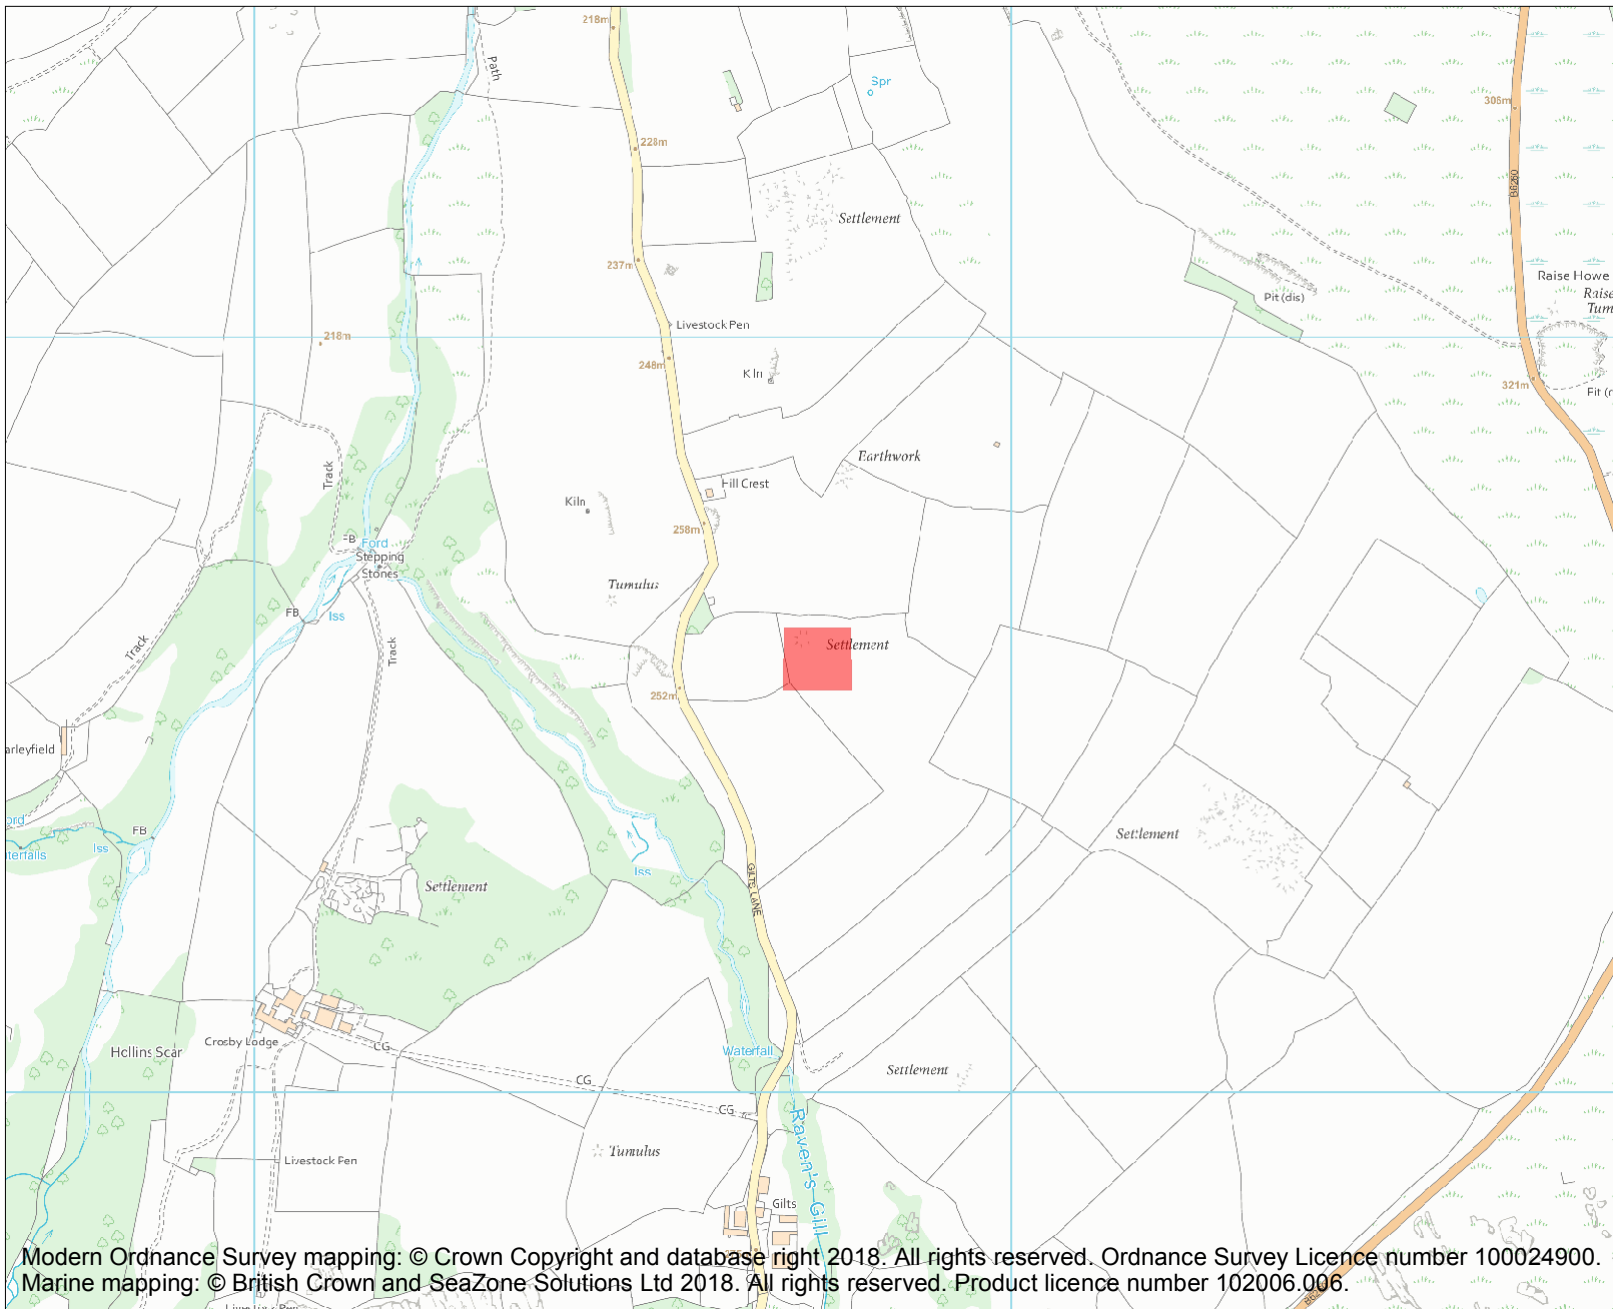 218m
Path
Spr
308m
228m
B6260
Settlement
237m
Raise Howe
Pit (dis)
Livestock Pen
218m
248m
Kiln
321m
Earthwork
Track
Hill Crest
Kiln
258m
FB
Ford
Stepping
Stones
Tumulus
FB
Iss
Track
Track
Settlement
252m
arleyfield
FB
Iss
Iss
Settlement
GILTS LANE
Settlement
Crosby Lodge
CG
Hollins Scar
Waterfall
Settlement
CG
CG
Raven's Gill
Tumulus
Livestock Pen
Gilts
Modern Ordnance Survey mapping: © Crown Copyright and database right 2018. All rights reserved. Ordnance Survey Licence number 100024900.
Marine mapping: © British Crown and SeaZone Solutions Ltd 2018. All rights reserved. Product licence number 102006.006.